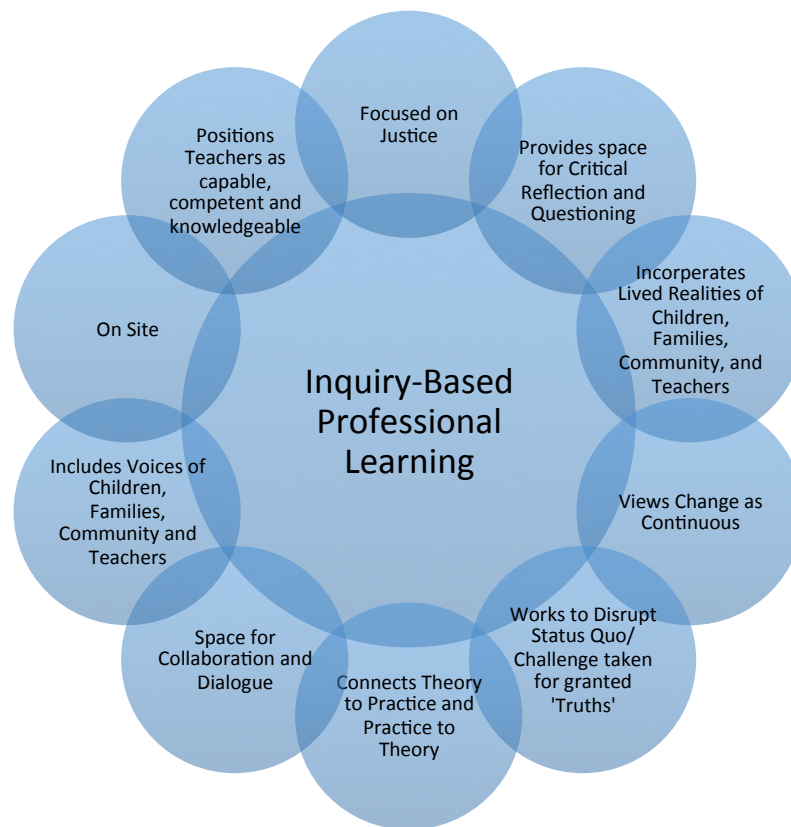 Focused on
Justice
Provides space
for Critical
Reflection and
Questioning
Incorperates
Lived Realities of
Children,
Families,
Community, and
Teachers
Views Change as
Continuous
Works to Disrupt
Status Quo/
Challenge taken
for granted
'Truths'
Connects Theory
to Practice and
Practice to
Theory
Space for
Collaboration and
Dialogue
Includes Voices of
Children,
Families,
Community and
Teachers
On Site
Positions
Teachers as
capable,
competent and
knowledgeable
Inquiry-Based
Professional
Learning